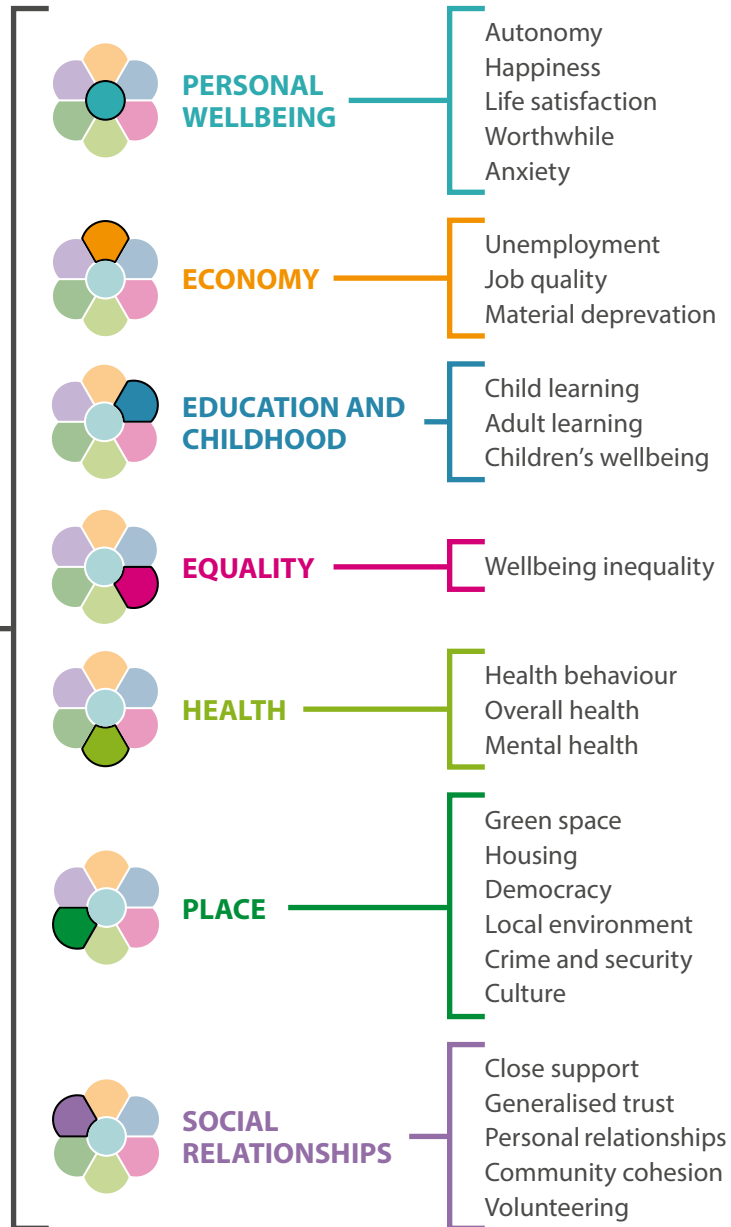 PERSONAL
WELLBEING
Autonomy
Happiness
Life satisfaction
Worthwhile
Anxiety
ECONOMY
Unemployment
Job quality
Material deprevation
EDUCATION AND
CHILDHOOD
Child learning
Adult learning
Children’s wellbeing
EQUALITY
Wellbeing inequality
HEALTH
Health behaviour
Overall health
Mental health
PLACE
Green space
Housing
Democracy
Local environment
Crime and security
Culture
SOCIAL
RELATIONSHIPS
Close support
Generalised trust
Personal relationships
Community cohesion
Volunteering